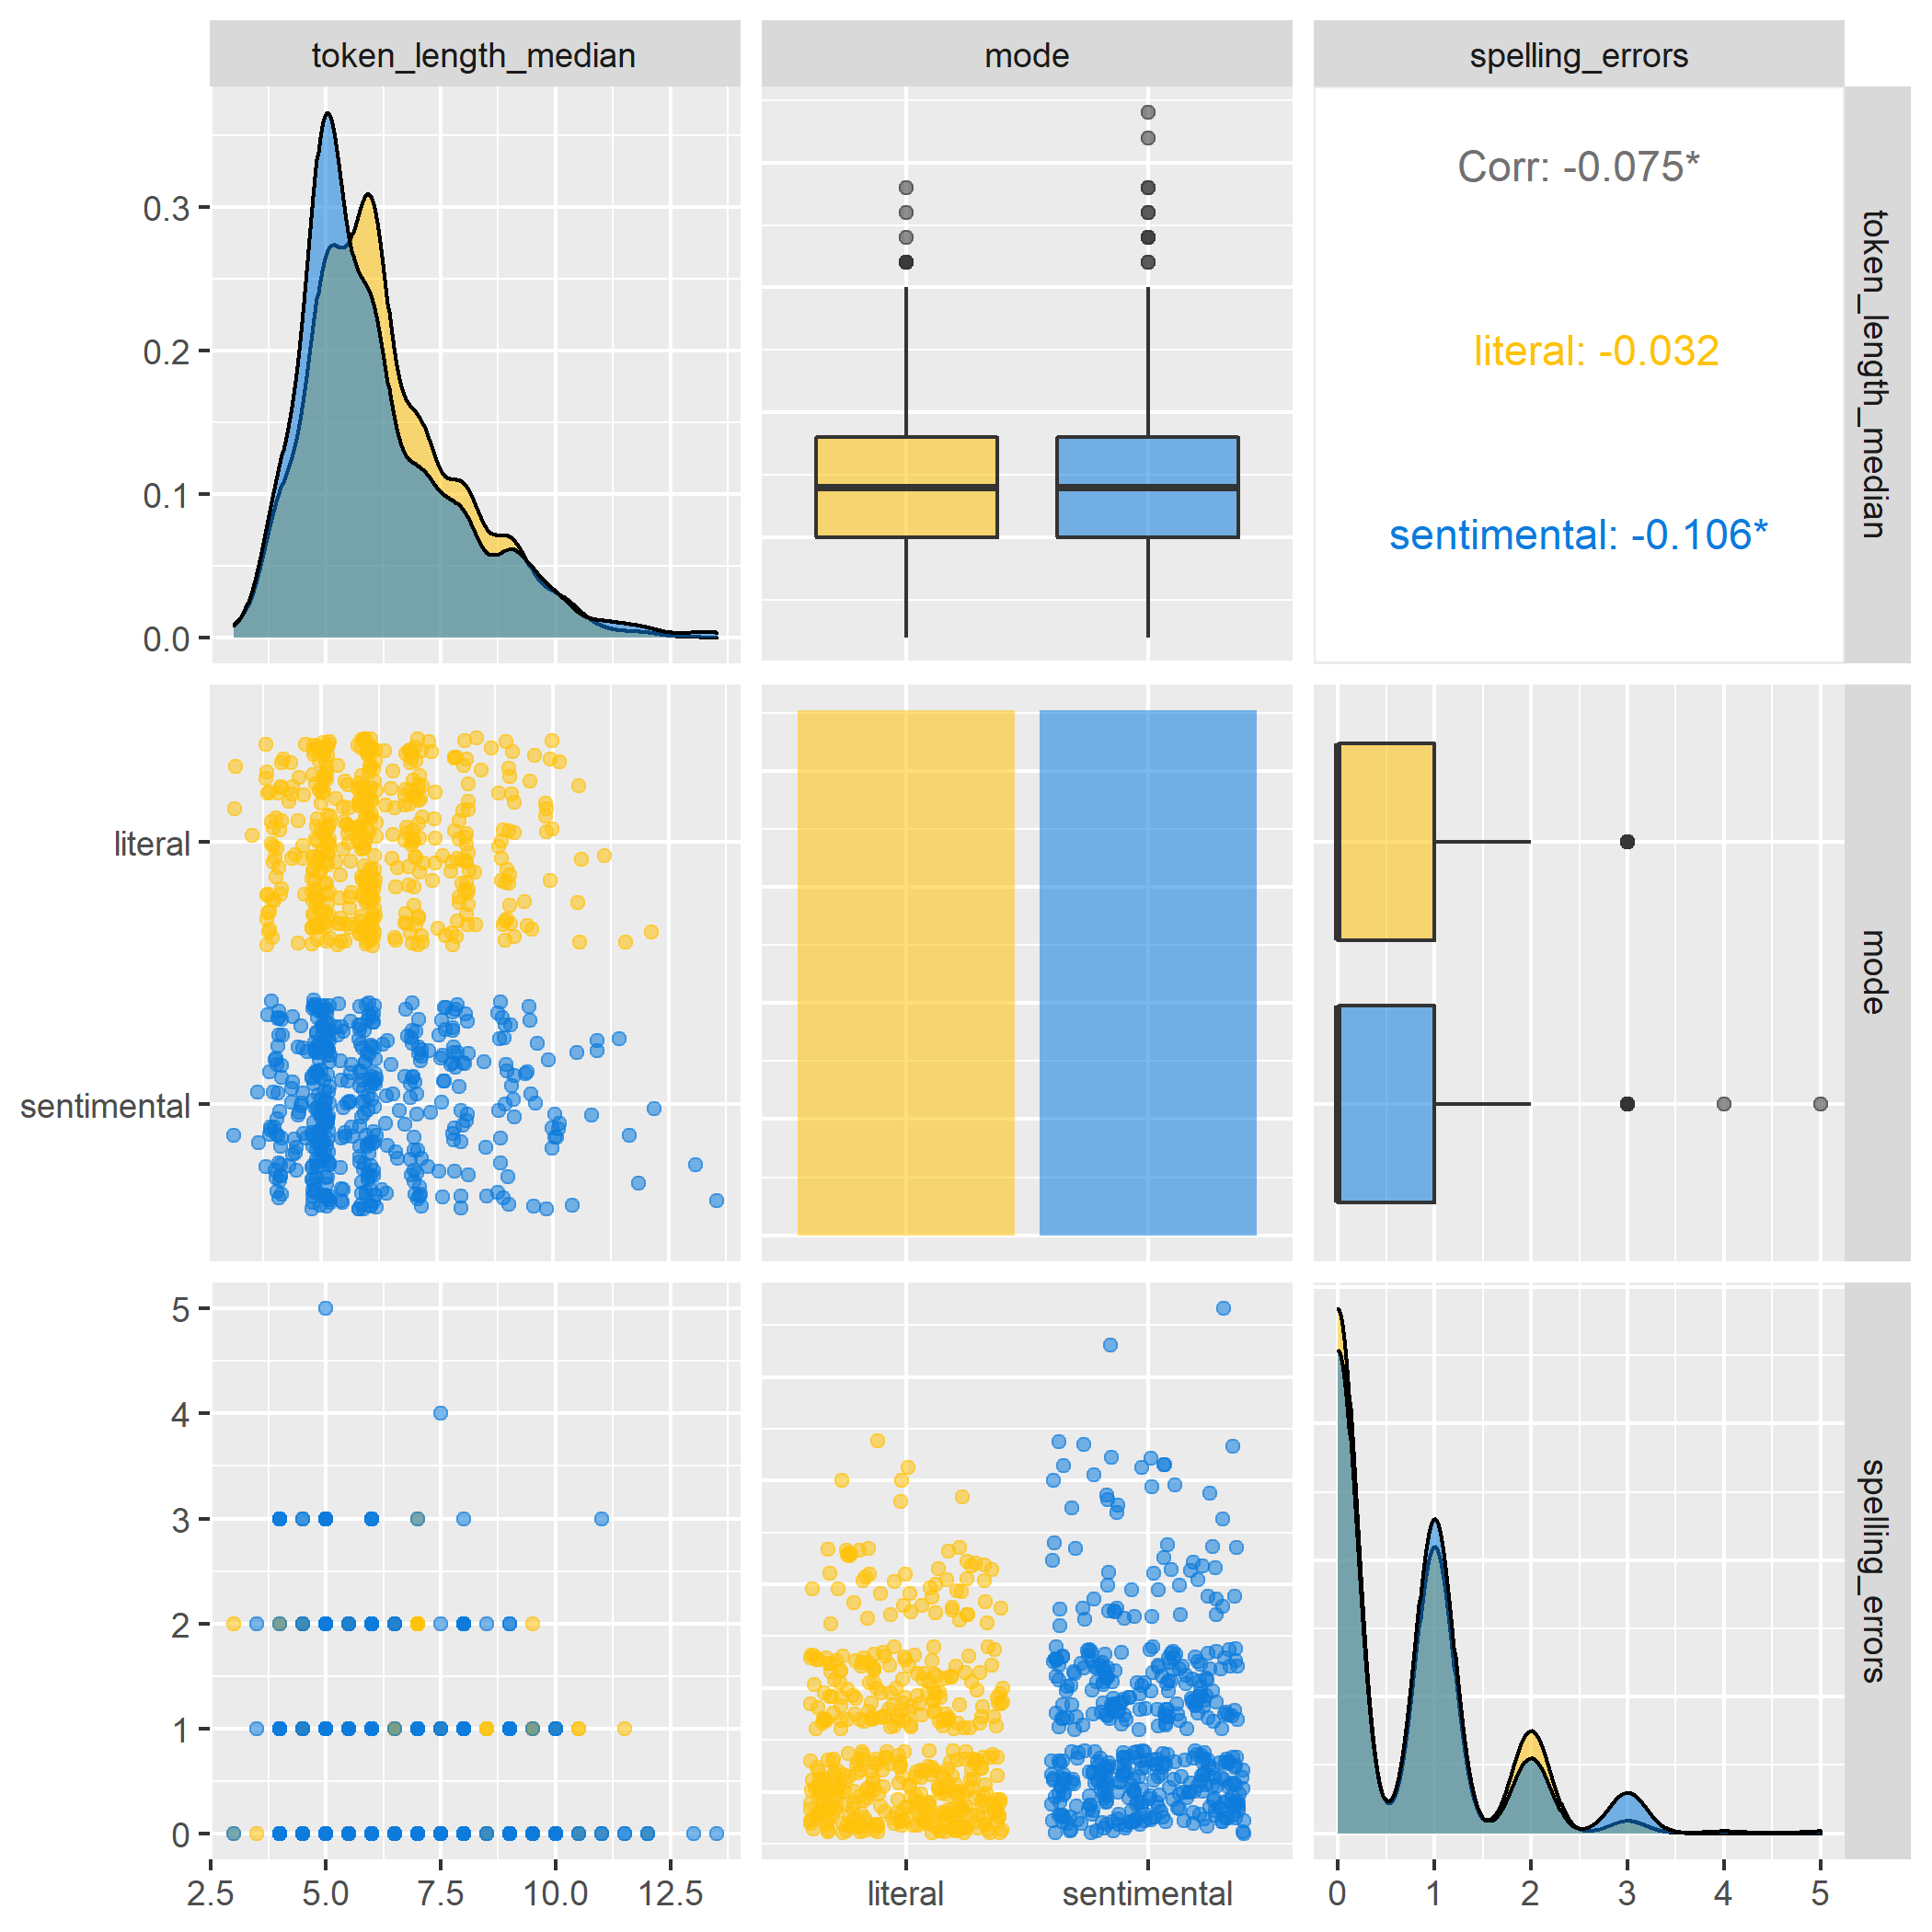 token_length_median mode spelling_errors
0.3
0.2
0.1
0.0
Corr: -0.075*
literal: -0.032
sentimental: -0.106*
token_length_median
literal
sentimental
mode
5
4
3
2
1
0
spelling_errors
2.5 5.0 7.5 10.0 12.5 literal sentimental 0 1 2 3 4 5